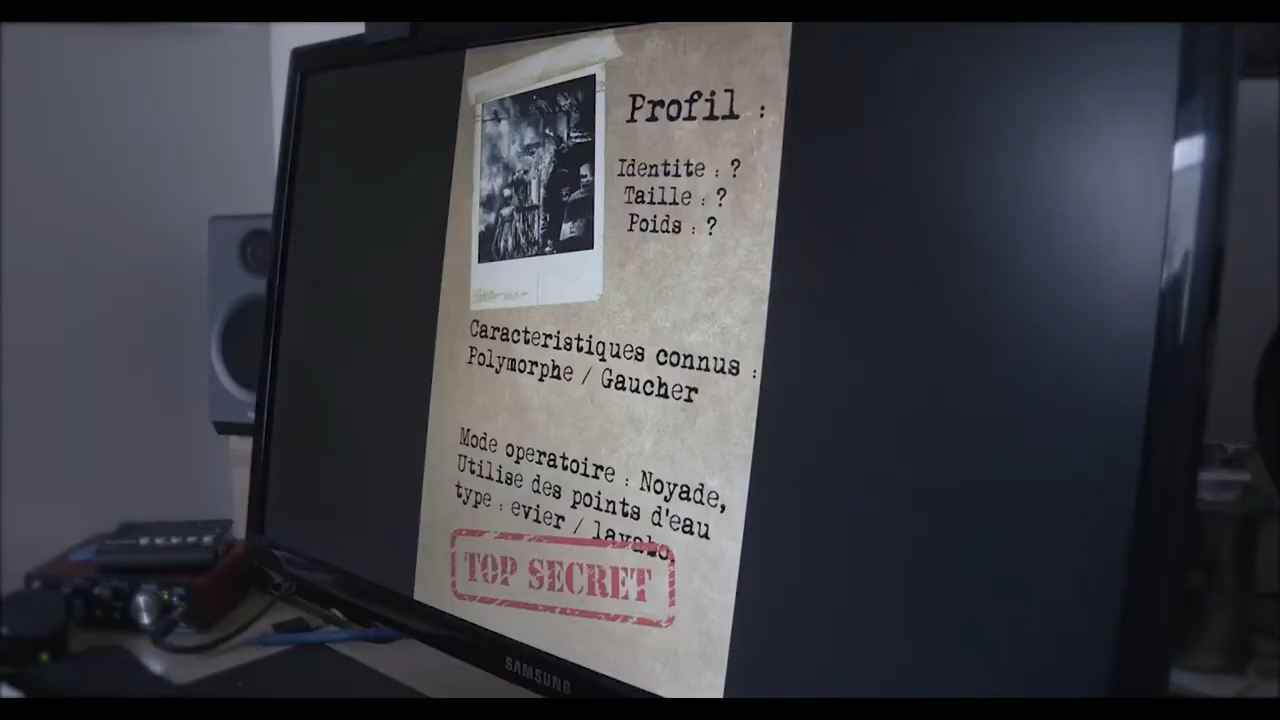 Profil :
Identite : ?
Taille : ?
Poids : ?
Caracteristiques connus :
Polymorphe / Gaucher
Mode operatoire : Noyade,
Utilise des points d'eau
type : evier / lavabo
TOP SECRET
SAMSUNG